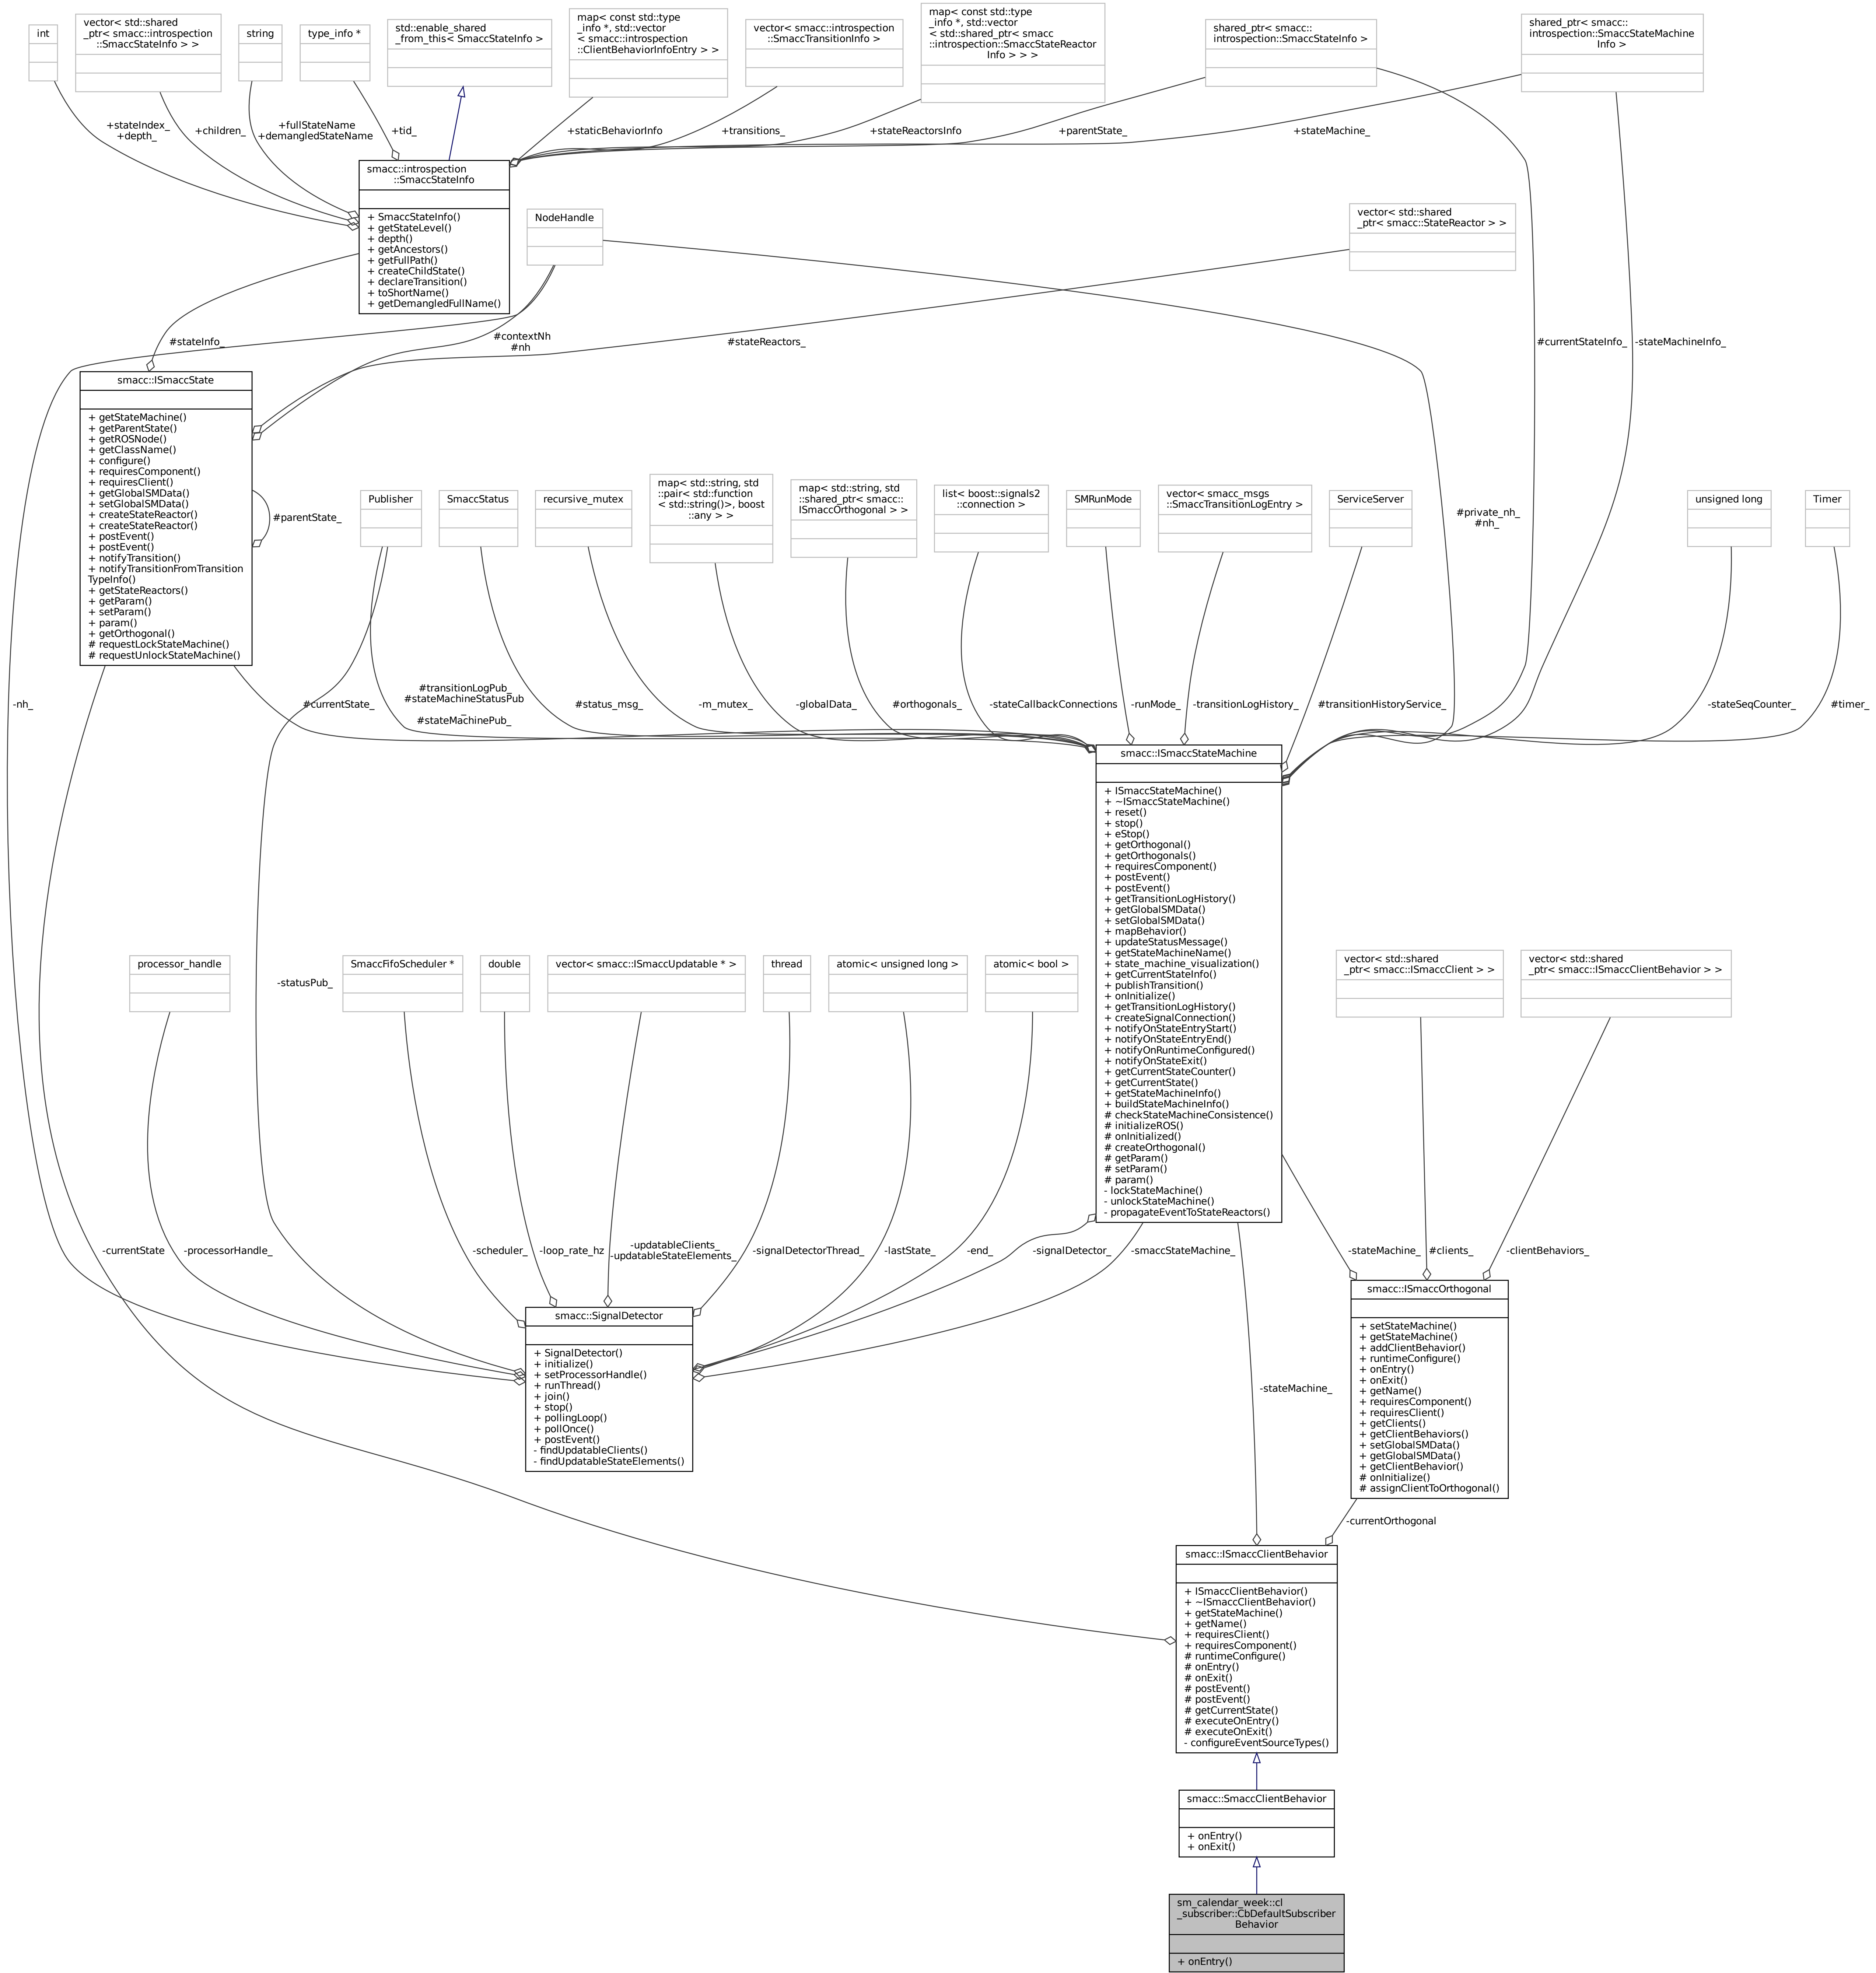 int
vector< std::shared
_ptr< smacc::introspection
::SmaccStateInfo > >
string
type_info *
std::enable_shared
_from_this< SmaccStateInfo >
map< const std::type
_info *, std::vector
< smacc::introspection
::ClientBehaviorInfoEntry > >
vector< smacc::introspection
::SmaccTransitionInfo >
map< const std::type
_info *, std::vector
< std::shared_ptr< smacc
::introspection::SmaccStateReactor
Info > > >
shared_ptr< smacc::
introspection::SmaccStateInfo >
shared_ptr< smacc::
introspection::SmaccStateMachine
Info >
+stateIndex_
+depth_
+children_
+fullStateName
+demangledStateName
+tid_
+staticBehaviorInfo
+transitions_
+stateReactorsInfo
+parentState_
+stateMachine_
smacc::introspection
::SmaccStateInfo
+ SmaccStateInfo()
+ getStateLevel()
+ depth()
+ getAncestors()
+ getFullPath()
+ createChildState()
+ declareTransition()
+ toShortName()
+ getDemangledFullName()
NodeHandle
vector< std::shared
_ptr< smacc::StateReactor > >
#stateInfo_
#contextNh
#nh
#stateReactors_
#currentStateInfo_
-stateMachineInfo_
smacc::ISmaccState
+ getStateMachine()
+ getParentState()
+ getROSNode()
+ getClassName()
+ configure()
+ requiresComponent()
+ requiresClient()
+ getGlobalSMData()
+ setGlobalSMData()
+ createStateReactor()
+ createStateReactor()
+ postEvent()
+ postEvent()
+ notifyTransition()
+ notifyTransitionFromTransition
TypeInfo()
+ getStateReactors()
+ getParam()
+ setParam()
+ param()
+ getOrthogonal()
# requestLockStateMachine()
# requestUnlockStateMachine()
#parentState_
Publisher
SmaccStatus
recursive_mutex
map< std::string, std
::pair< std::function
< std::string()>, boost
::any > >
map< std::string, std
::shared_ptr< smacc::
ISmaccOrthogonal > >
list< boost::signals2
::connection >
SMRunMode
vector< smacc_msgs
::SmaccTransitionLogEntry >
ServiceServer
#private_nh_
#nh_
unsigned long
Timer
-nh_
#currentState_
#transitionLogPub_
#stateMachineStatusPub
_
#stateMachinePub_
#status_msg_
-m_mutex_
-globalData_
#orthogonals_
-stateCallbackConnections
-runMode_
-transitionLogHistory_
#transitionHistoryService_
-stateSeqCounter_
#timer_
smacc::ISmaccStateMachine
+ ISmaccStateMachine()
+ ~ISmaccStateMachine()
+ reset()
+ stop()
+ eStop()
+ getOrthogonal()
+ getOrthogonals()
+ requiresComponent()
+ postEvent()
+ postEvent()
+ getTransitionLogHistory()
+ getGlobalSMData()
+ setGlobalSMData()
+ mapBehavior()
+ updateStatusMessage()
+ getStateMachineName()
+ state_machine_visualization()
+ getCurrentStateInfo()
+ publishTransition()
+ onInitialize()
+ getTransitionLogHistory()
+ createSignalConnection()
+ notifyOnStateEntryStart()
+ notifyOnStateEntryEnd()
+ notifyOnRuntimeConfigured()
+ notifyOnStateExit()
+ getCurrentStateCounter()
+ getCurrentState()
+ getStateMachineInfo()
+ buildStateMachineInfo()
# checkStateMachineConsistence()
# initializeROS()
# onInitialized()
# createOrthogonal()
# getParam()
# setParam()
# param()
- lockStateMachine()
- unlockStateMachine()
- propagateEventToStateReactors()
processor_handle
-statusPub_
SmaccFifoScheduler *
double
vector< smacc::ISmaccUpdatable * >
thread
atomic< unsigned long >
atomic< bool >
vector< std::shared
_ptr< smacc::ISmaccClient > >
vector< std::shared
_ptr< smacc::ISmaccClientBehavior > >
-currentState
-processorHandle_
-scheduler_
-loop_rate_hz
-updatableClients_
-updatableStateElements_
-signalDetectorThread_
-lastState_
-end_
-signalDetector_
-smaccStateMachine_
-stateMachine_
#clients_
-clientBehaviors_
smacc::SignalDetector
+ SignalDetector()
+ initialize()
+ setProcessorHandle()
+ runThread()
+ join()
+ stop()
+ pollingLoop()
+ pollOnce()
+ postEvent()
- findUpdatableClients()
- findUpdatableStateElements()
-stateMachine_
smacc::ISmaccOrthogonal
+ setStateMachine()
+ getStateMachine()
+ addClientBehavior()
+ runtimeConfigure()
+ onEntry()
+ onExit()
+ getName()
+ requiresComponent()
+ requiresClient()
+ getClients()
+ getClientBehaviors()
+ setGlobalSMData()
+ getGlobalSMData()
+ getClientBehavior()
# onInitialize()
# assignClientToOrthogonal()
-currentOrthogonal
smacc::ISmaccClientBehavior
+ ISmaccClientBehavior()
+ ~ISmaccClientBehavior()
+ getStateMachine()
+ getName()
+ requiresClient()
+ requiresComponent()
# runtimeConfigure()
# onEntry()
# onExit()
# postEvent()
# postEvent()
# getCurrentState()
# executeOnEntry()
# executeOnExit()
- configureEventSourceTypes()
smacc::SmaccClientBehavior
+ onEntry()
+ onExit()
sm_calendar_week::cl
_subscriber::CbDefaultSubscriber
Behavior
+ onEntry()